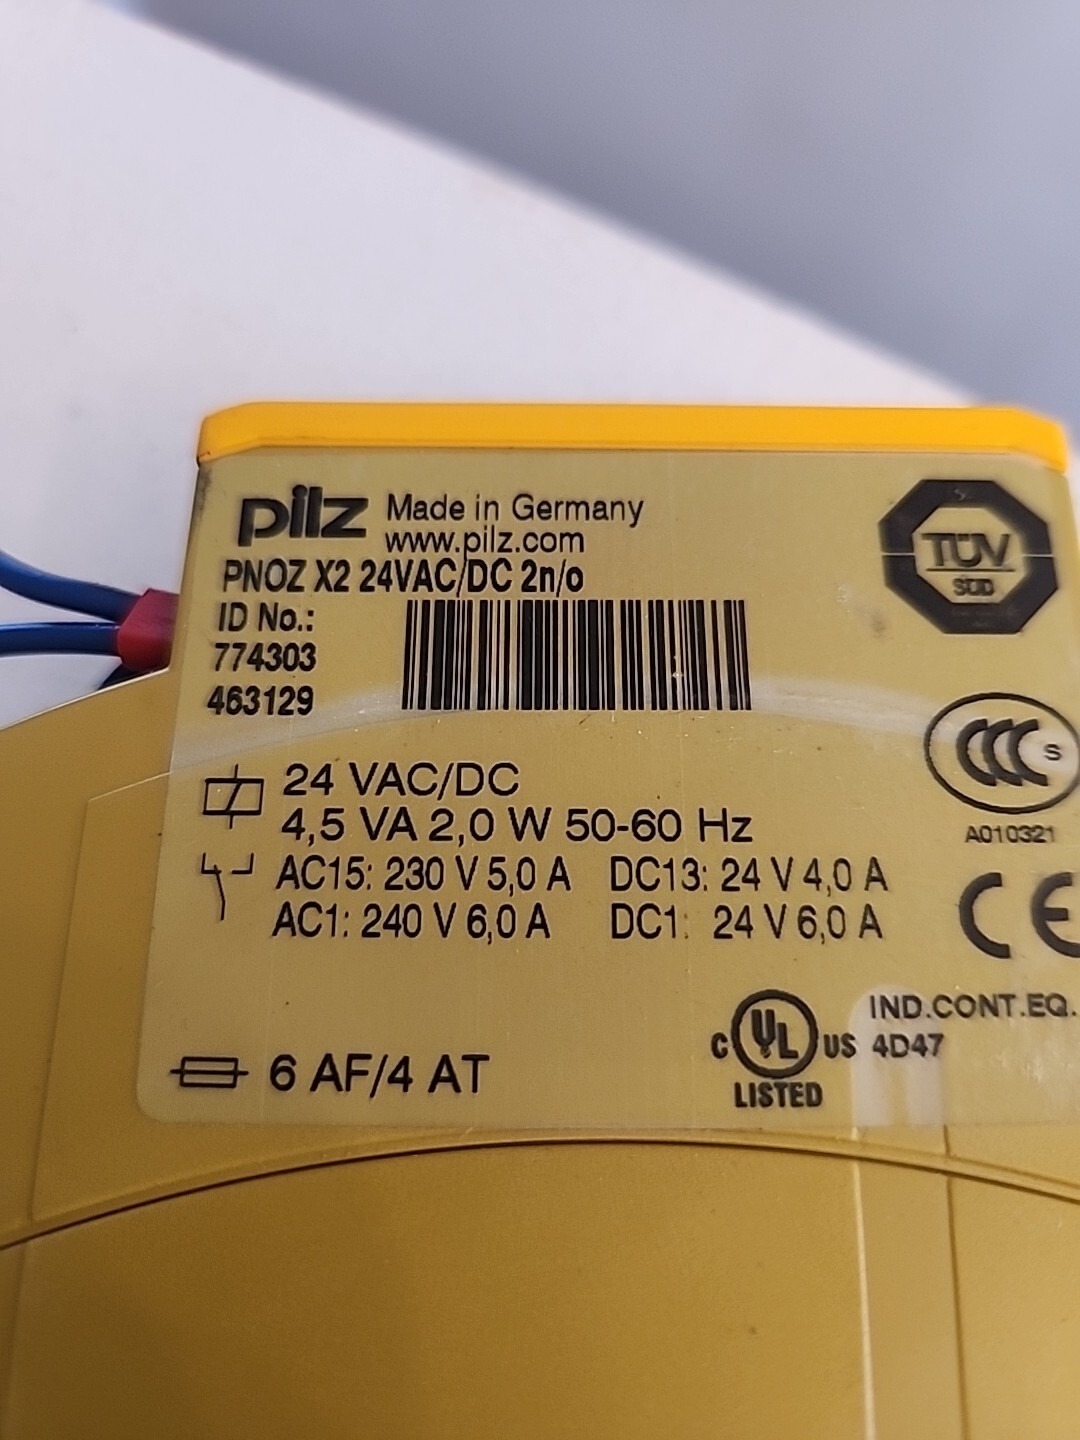 pilz Made in Germany
www.pilz.com
PNOZ X2 24VAC/DC 2n/o
ID No.:
774303
463129
TÜV
SÜD
CCC S
A010321
24 VAC/DC
4,5 VA 2,0 W 50-60 Hz
AC15: 230 V 5,0 A DC13: 24 V 4,0 A
AC1: 240 V 6,0 A DC1: 24 V 6,0 A
CE
6 AF/4 AT
C UL US
LISTED
IND.CONT.EQ.
4D47